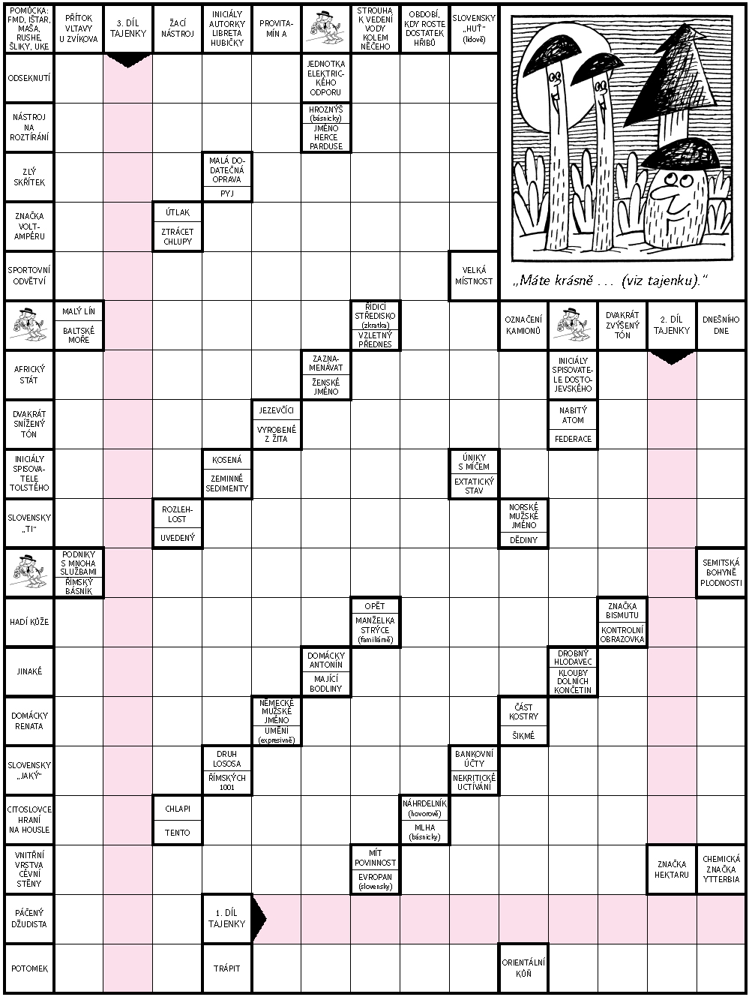 POMŮCKA:
FMD, IŠTAR,
MAŠA,
RUSHE,
ŠLIKY, UKE
PŘÍTOK
VLTAVY
U ZVÍKOVA
3. DÍL
TAJENKY
ŽACÍ
NÁSTROJ
INICIÁLY
AUTORKY
LIBRETA
HUBIČKY
PROVITA-
MÍN A
STROUHA
K VEDENÍ
VODY
KOLEM
NĚČEHO
OBDOBÍ,
KDY ROSTE
DOSTATEK
HŘIBŮ
SLOVENSKY
„HUŤ“
(lidově)
ODSEKNUTÍ
JEDNOTKA
ELEKTRIC-
KÉHO
ODPORU
NÁSTROJ
NA
ROZTÍRÁNÍ
HROZNÝŠ
(básnicky)
JMÉNO
HERCE
PARDUSE
ZLÝ
SKŘÍTEK
MALÁ DO-
DATEČNÁ
OPRAVA
PYJ
ZNAČKA
VOLT-
AMPÉRU
ÚTLAK
ZTRÁCET
CHLUPY
SPORTOVNÍ
ODVĚTVÍ
VELKÁ
MÍSTNOST
„Máte krásně ... (viz tajenku).“
MALÝ LÍN
BALTSKÉ
MOŘE
ŘÍDICÍ
STŘEDISKO
(zkratka)
VZLETNÝ
PŘEDNES
OZNAČENÍ
KAMIONŮ
DVAKRÁT
ZVÝŠENÝ
TÓN
2. DÍL
TAJENKY
DNEŠNÍHO
DNE
AFRICKÝ
STÁT
ZAZNA-
MENÁVAT
ŽENSKÉ
JMÉNO
INICIÁLY
SPISOVATE-
LE DOSTO-
JEVSKÉHO
DVAKRÁT
SNÍŽENÝ
TÓN
JEZEVČÍCI
VYROBENÉ
Z ŽITA
NABITÝ
ATOM
FEDERACE
INICIÁLY
SPISOVA-
TELE
TOLSTÉHO
KOSENÁ
ZEMINNÉ
SEDIMENTY
ÚNIKY
S MÍČEM
EXTATICKÝ
STAV
SLOVENSKY
„TI“
ROZLEH-
LOST
UVEDENÝ
NORSKÉ
MUŽSKÉ
JMÉNO
DĚDINY
PODNIKY
S MNOHA
SLUŽBAMI
ŘÍMSKÝ
BÁSNÍK
SEMITSKÁ
BOHYNĚ
PLODNOSTI
HADÍ KŮŽE
OPĚT
MANŽELKA
STRÝCE
(familiárně)
ZNAČKA
BISMUTU
KONTROLNÍ
OBRAZOVKA
JINAKÉ
DOMÁCKY
ANTONÍN
MAJÍCÍ
BODLINY
DROBNÝ
HLODAVEC
KLOUBY
DOLNÍCH
KONČETIN
DOMÁCKY
RENATA
NĚMECKÉ
MUŽSKÉ
JMÉNO
UMĚNÍ
(expresivně)
ČÁST
KOSTRY
ŠIKMÉ
SLOVENSKY
„JAKÝ“
DRUH
LOSOSA
ŘÍMSKÝCH
1001
BANKOVNÍ
ÚČTY
NEKRITICKÉ
UCTÍVÁNÍ
CITOSLOVCE
HRANÍ
NA HOUSLE
CHLAPI
TENTO
NÁHRDELNÍK
(hovorově)
MLHA
(básnicky)
VNITŘNÍ
VRSTVA
CÉVNÍ
STĚNY
MÍT
POVINNOST
EVROPAN
(slovensky)
ZNAČKA
HEKTARU
CHEMICKÁ
ZNAČKA
YTTERBIA
PÁČENÝ
DŽUDISTA
1. DÍL
TAJENKY
POTOMEK
TRÁPIT
ORIENTÁLNÍ
KŮŇ